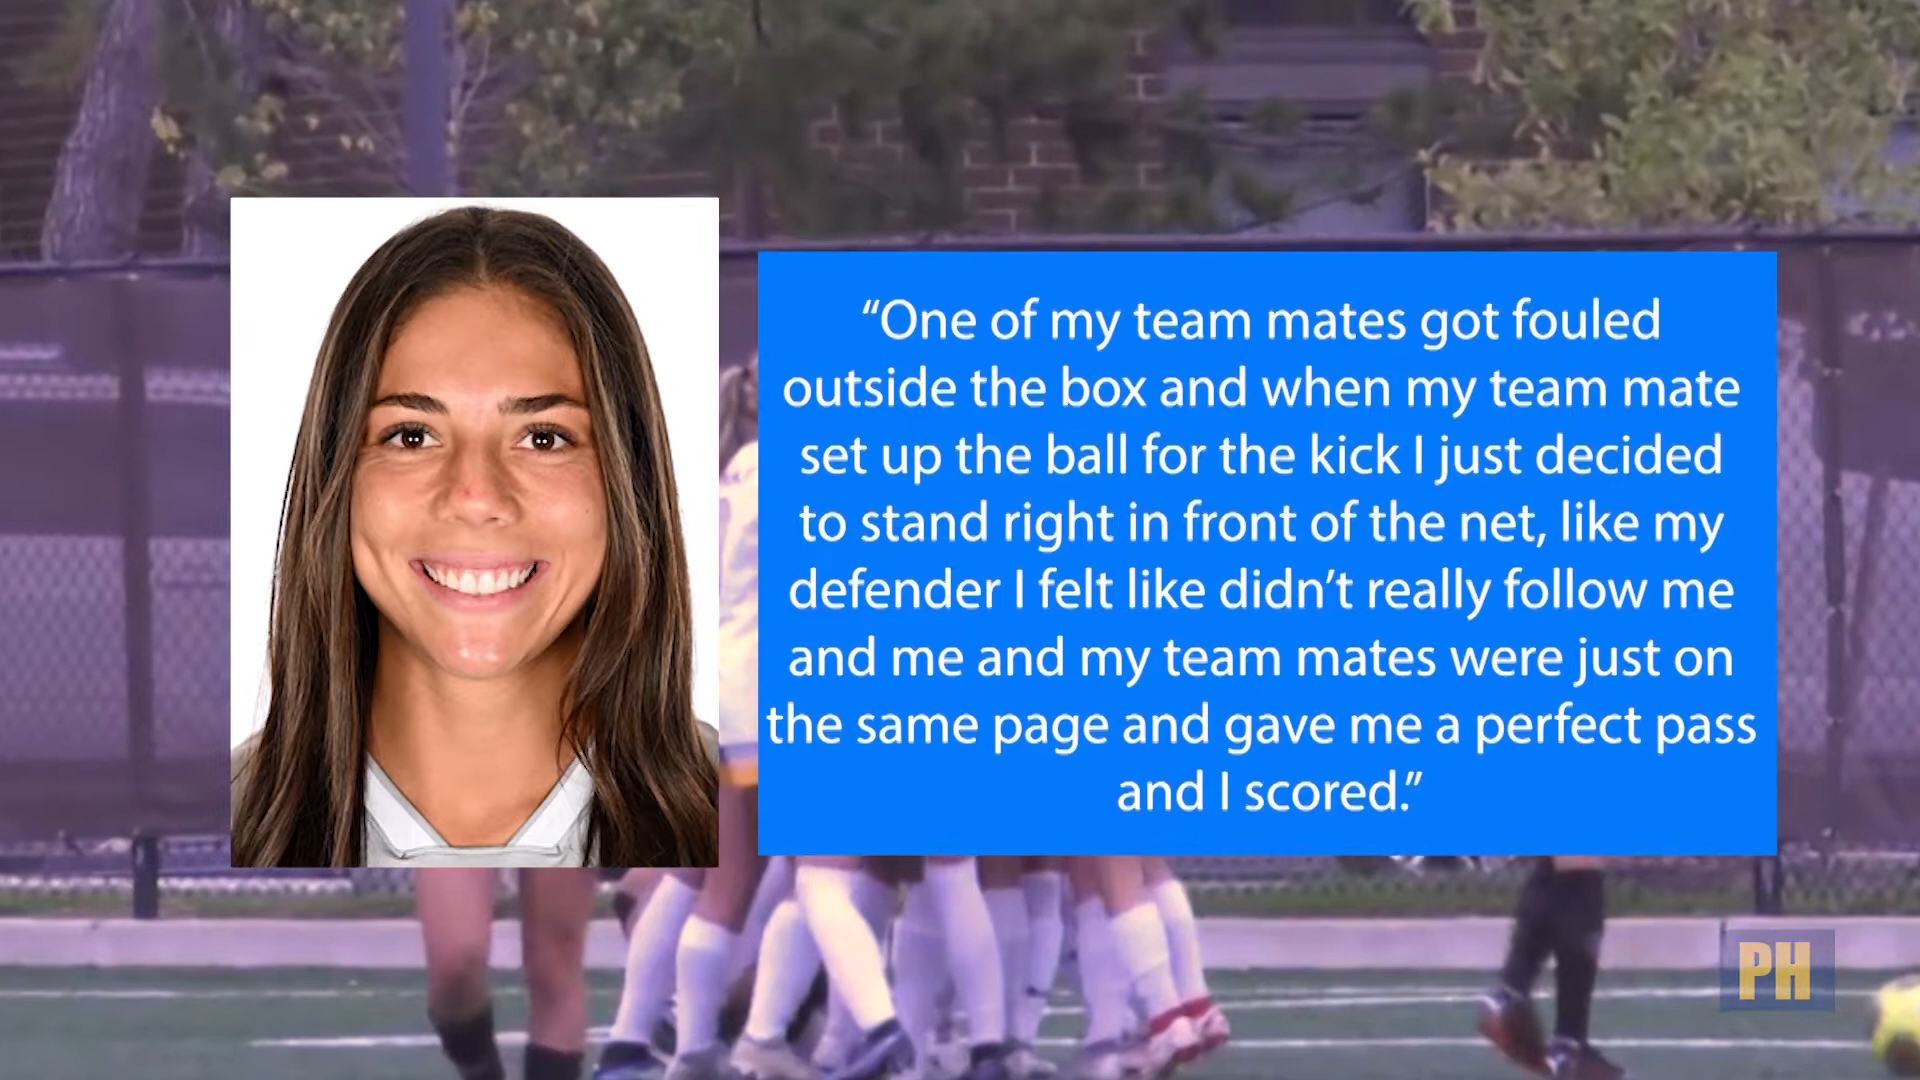 “One of my team mates got fouled
outside the box and when my team mate
set up the ball for the kick I just decided
to stand right in front of the net, like my
defender I felt like didn’t really follow me
and me and my team mates were just on
the same page and gave me a perfect pass
and I scored.”
PH